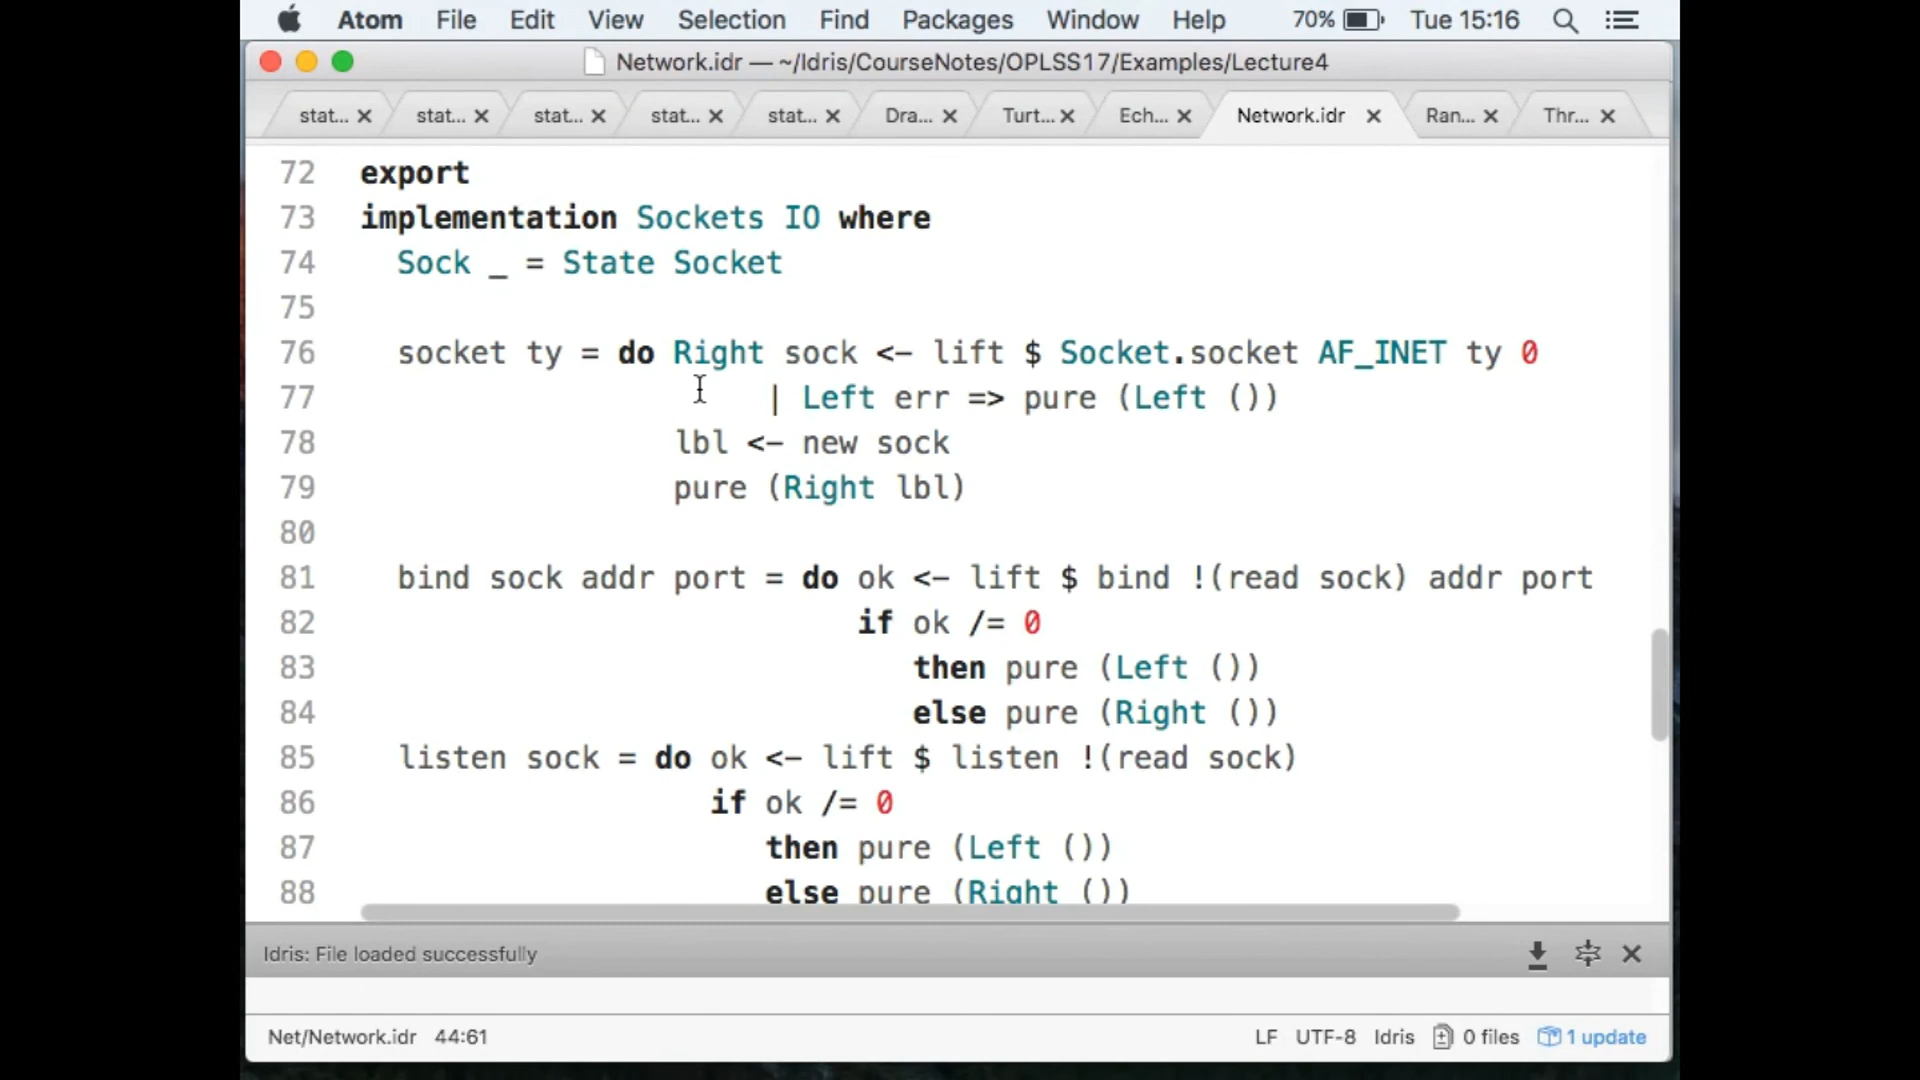 Atom File Edit View Selection Find Packages Window Help 70% Tue 15:16
Network.idr — ~/Idris/CourseNotes/OPLSS17/Examples/Lecture4
stat... stat... stat... stat... stat... Dra... Turt... Ech... Network.idr Ran... Thr...
72 export
73 implementation Sockets IO where
74 Sock _ = State Socket
75
76 socket ty = do Right sock <- lift $ Socket.socket AF_INET ty 0
77 | Left err => pure (Left ())
78 lbl <- new sock
79 pure (Right lbl)
80
81 bind sock addr port = do ok <- lift $ bind !(read sock) addr port
82 if ok /= 0
83 then pure (Left ())
84 else pure (Right ())
85 listen sock = do ok <- lift $ listen !(read sock)
86 if ok /= 0
87 then pure (Left ())
88 else pure (Right ())
Idris: File loaded successfully
Net/Network.idr 44:61 LF UTF-8 Idris 0 files 1 update